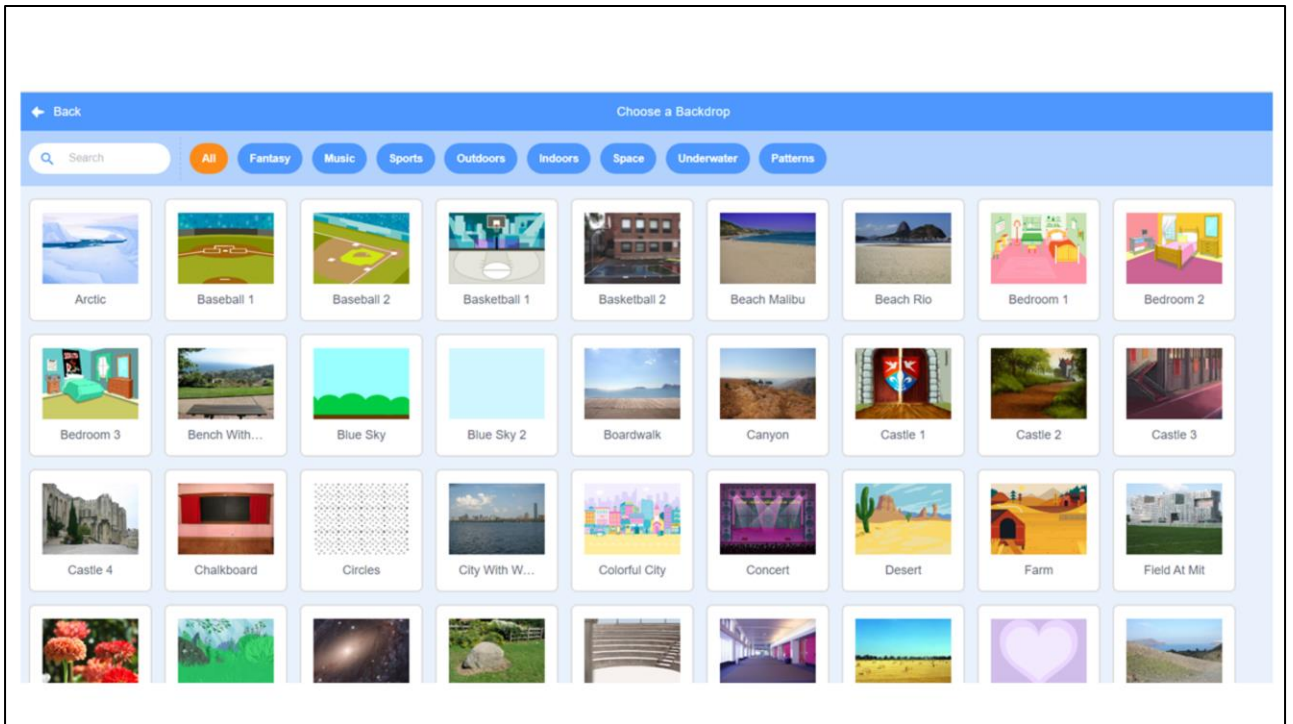 Back Choose a Backdrop
Search All Fantasy Music Sports Outdoors Indoors Space Underwater Patterns
Arctic Baseball 1 Baseball 2 Basketball 1 Basketball 2 Beach Malibu Beach Rio Bedroom 1 Bedroom 2
Bedroom 3 Bench With... Blue Sky Blue Sky 2 Boardwalk Canyon Castle 1 Castle 2 Castle 3
Castle 4 Chalkboard Circles City With W... Colorful City Concert Desert Farm Field At Mit